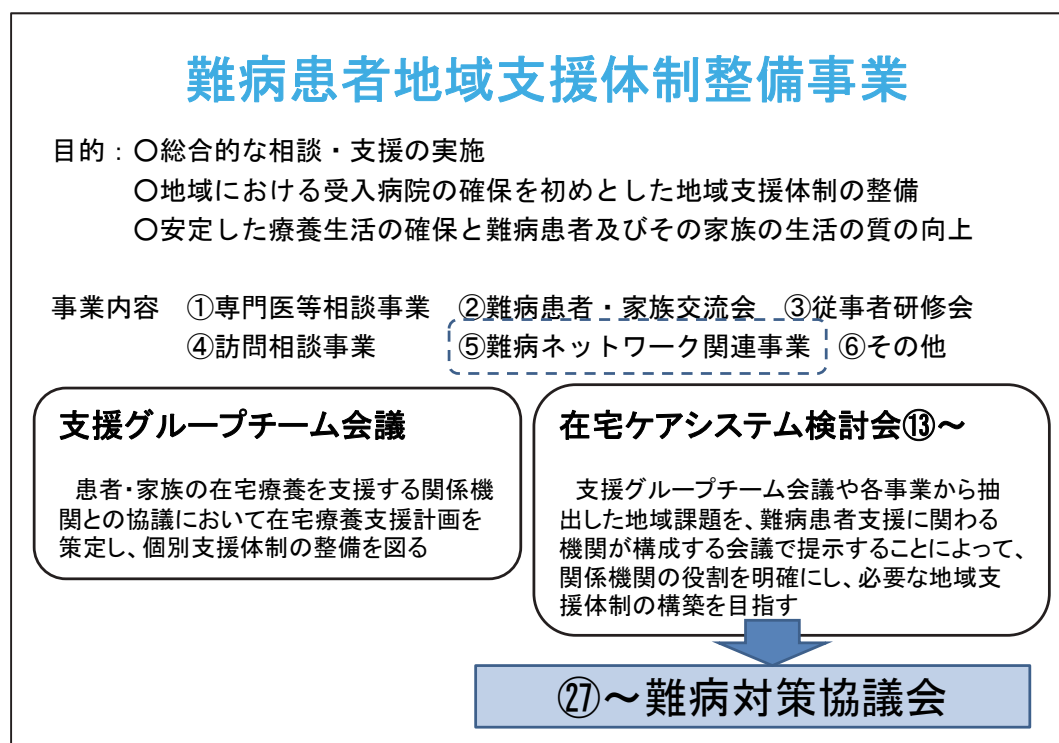 難病患者地域支援体制整備事業
目的：○総合的な相談・支援の実施
○地域における受入病院の確保を初めとした地域支援体制の整備
○安定した療養生活の確保と難病患者及びその家族の生活の質の向上
事業内容　①専門医等相談事業　②難病患者・家族交流会　③従事者研修会
④訪問相談事業　⑤難病ネットワーク関連事業　⑥その他
支援グループチーム会議
患者・家族の在宅療養を支援する関係機
関との協議において在宅療養支援計画を
策定し、個別支援体制の整備を図る
在宅ケアシステム検討会⑬～
支援グループチーム会議や各事業から抽
出した地域課題を、難病患者支援に関わる
機関が構成する会議で提示することによって、
関係機関の役割を明確にし、必要な地域支
援体制の構築を目指す
㉗～難病対策協議会